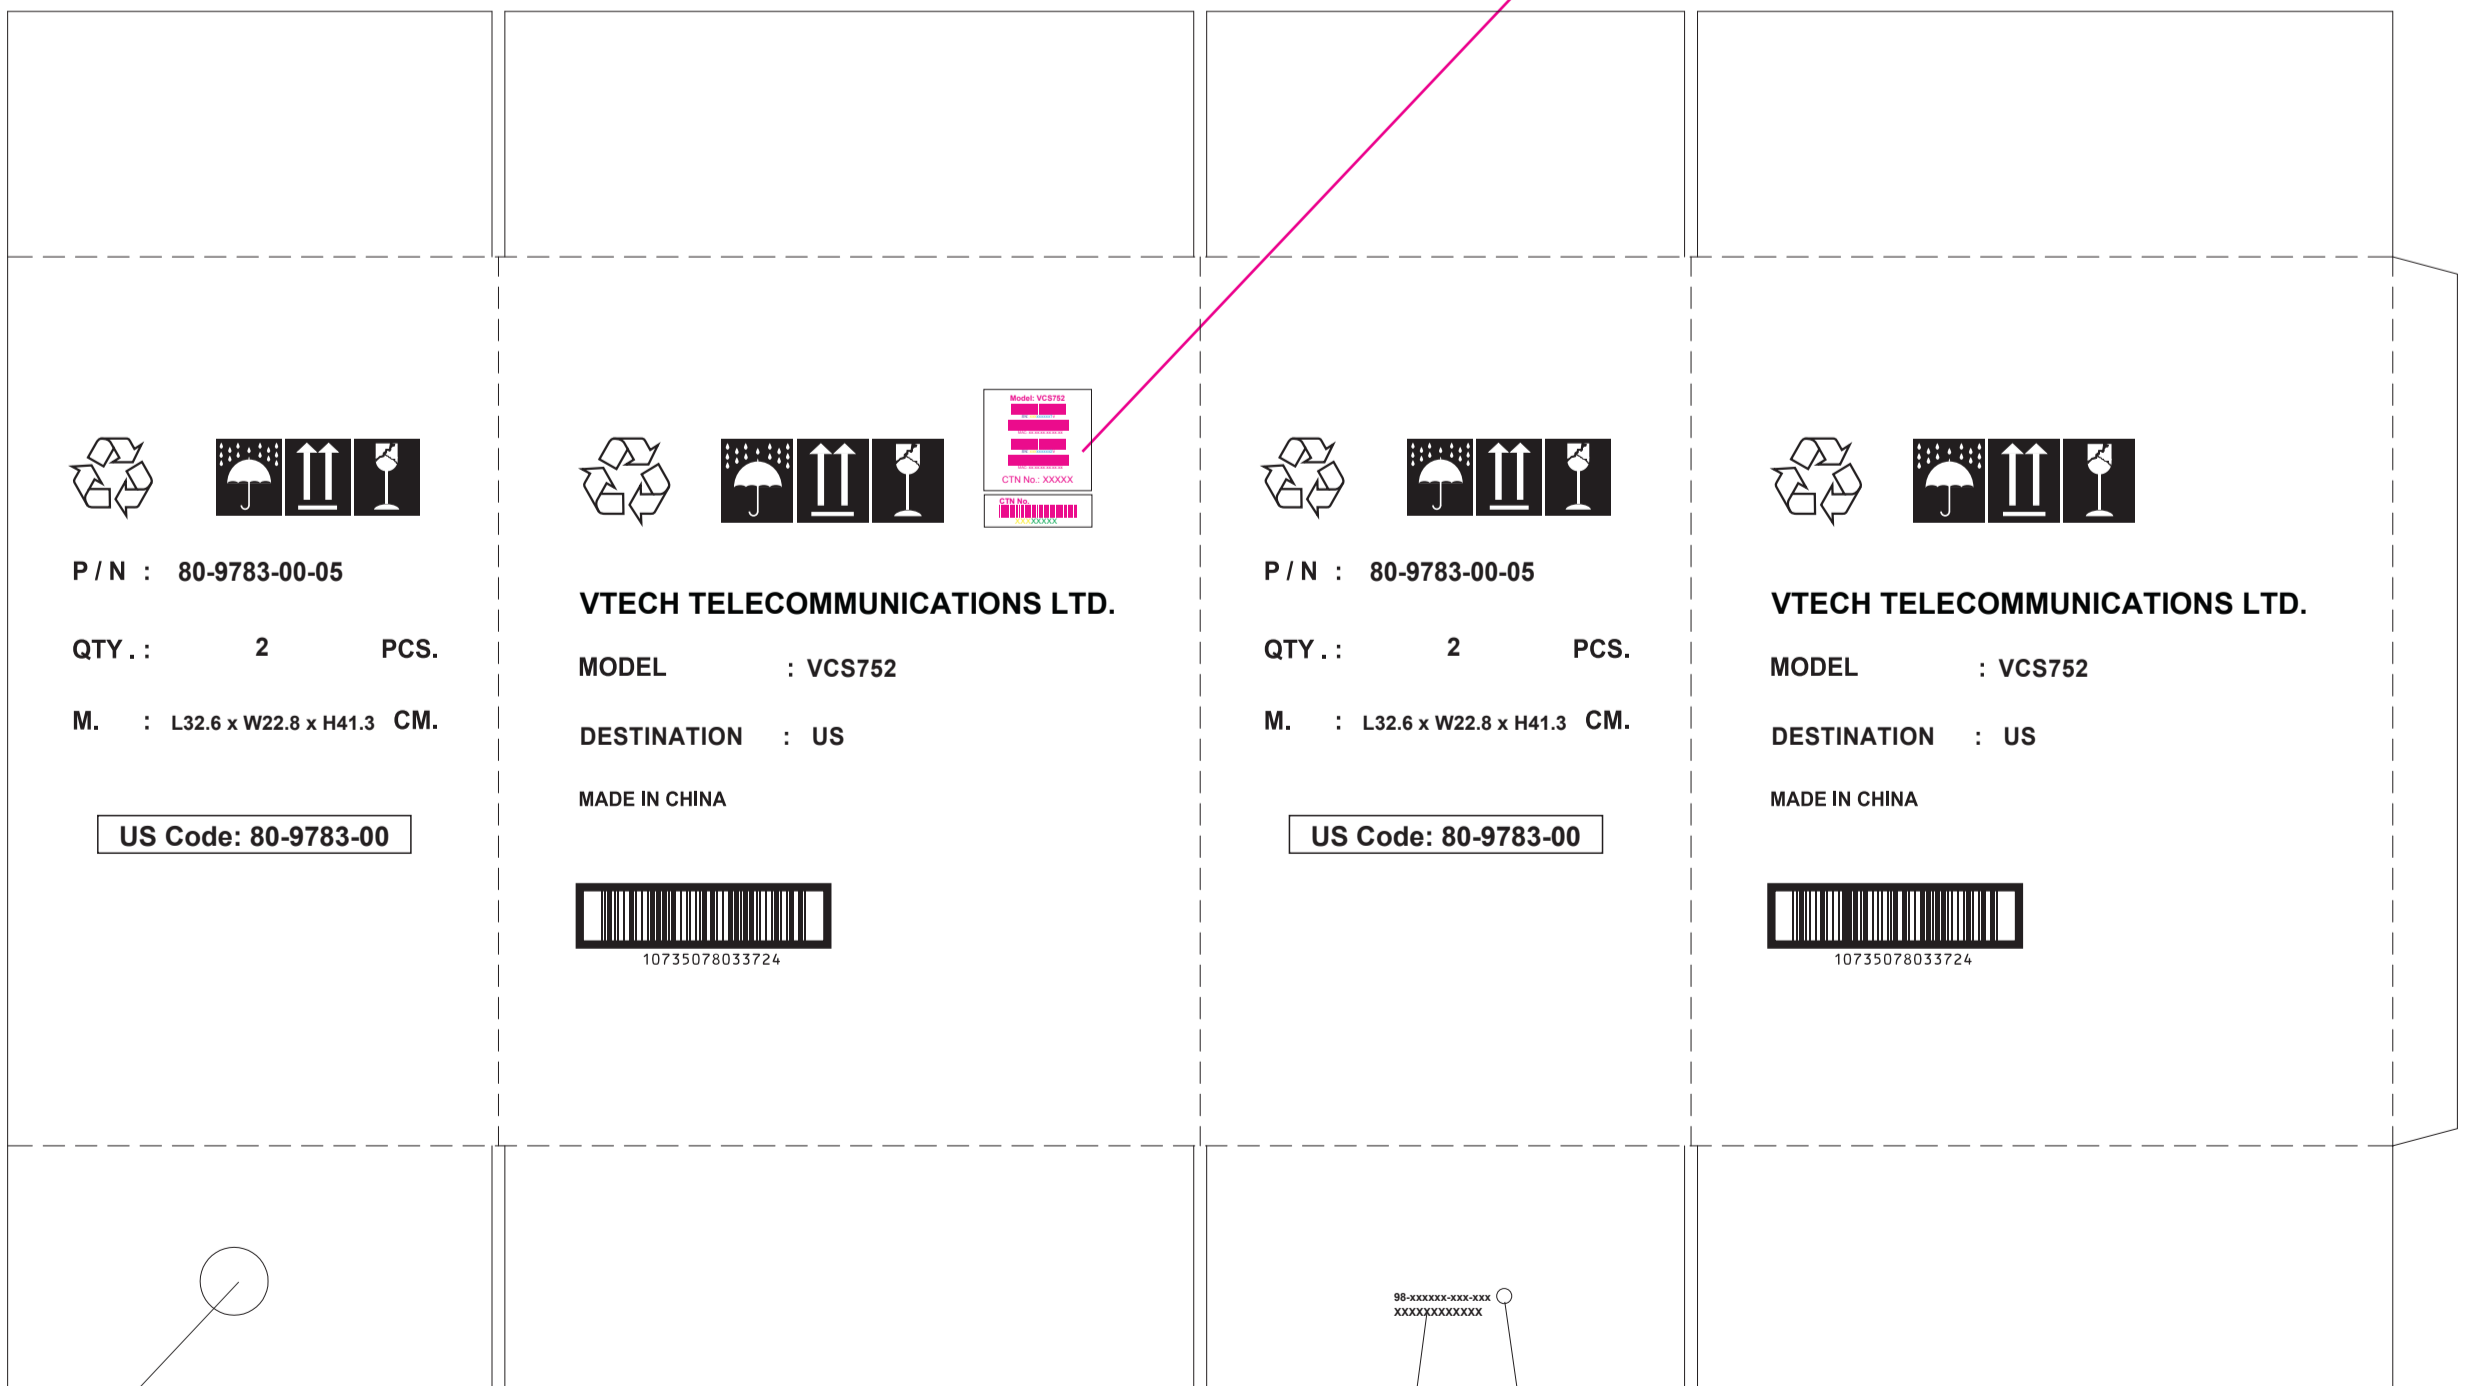 P / N : 80-9783-00-05
QTY . : 2 PCS.
M. : L32.6 x W22.8 x H41.3 CM.
US Code: 80-9783-00
Model: VCS752
CTN No.: XXXXX
CTN No.
XXXXXXXX
VTECH TELECOMMUNICATIONS LTD.
MODEL : VCS752
DESTINATION : US
MADE IN CHINA
10735078033724
P / N : 80-9783-00-05
QTY . : 2 PCS.
M. : L32.6 x W22.8 x H41.3 CM.
US Code: 80-9783-00
98-xxxxxx-xxx-xxx
XXXXXXXXXXXX
VTECH TELECOMMUNICATIONS LTD.
MODEL : VCS752
DESTINATION : US
MADE IN CHINA
10735078033724